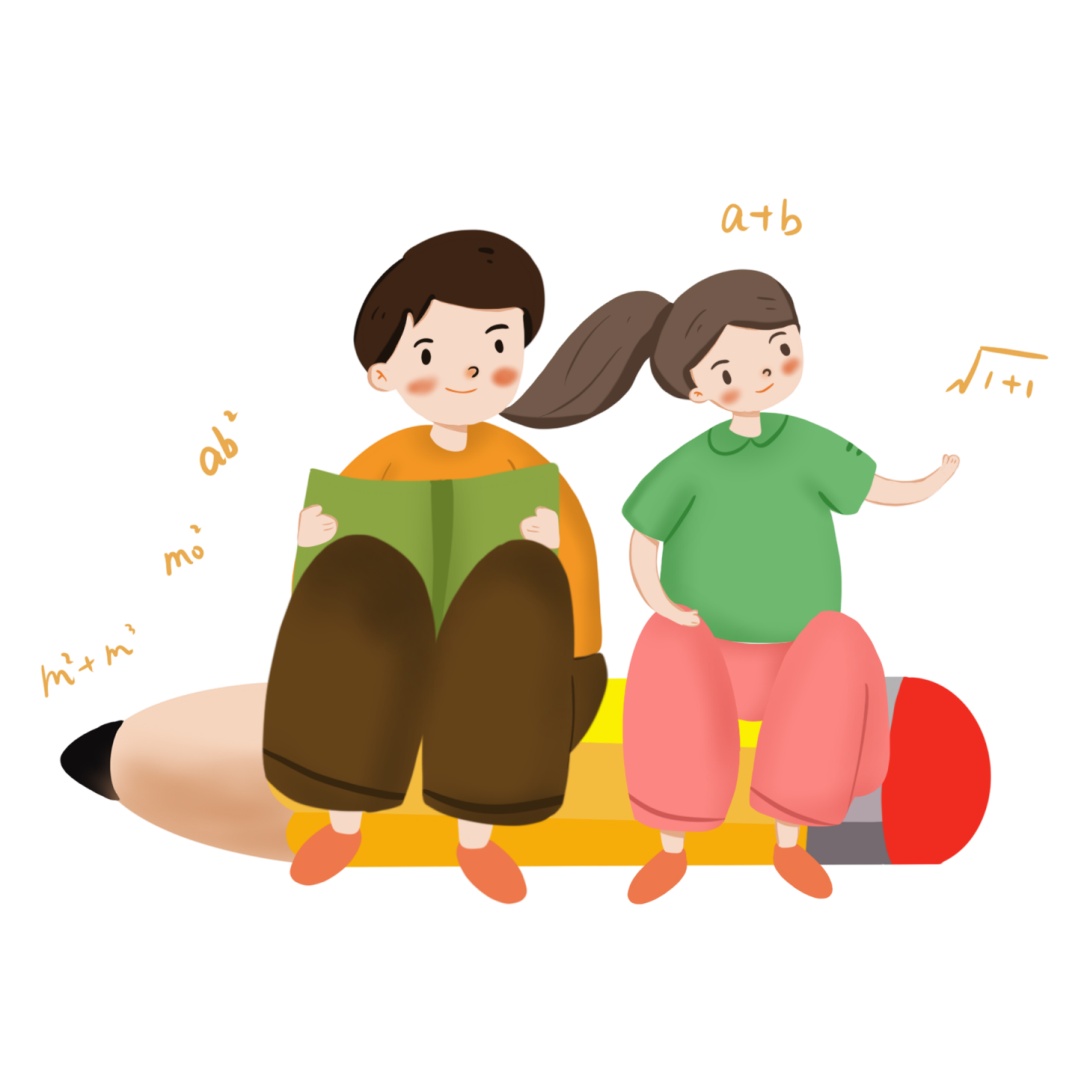 a+b
√1+1
ab²
mo²
m²+m³